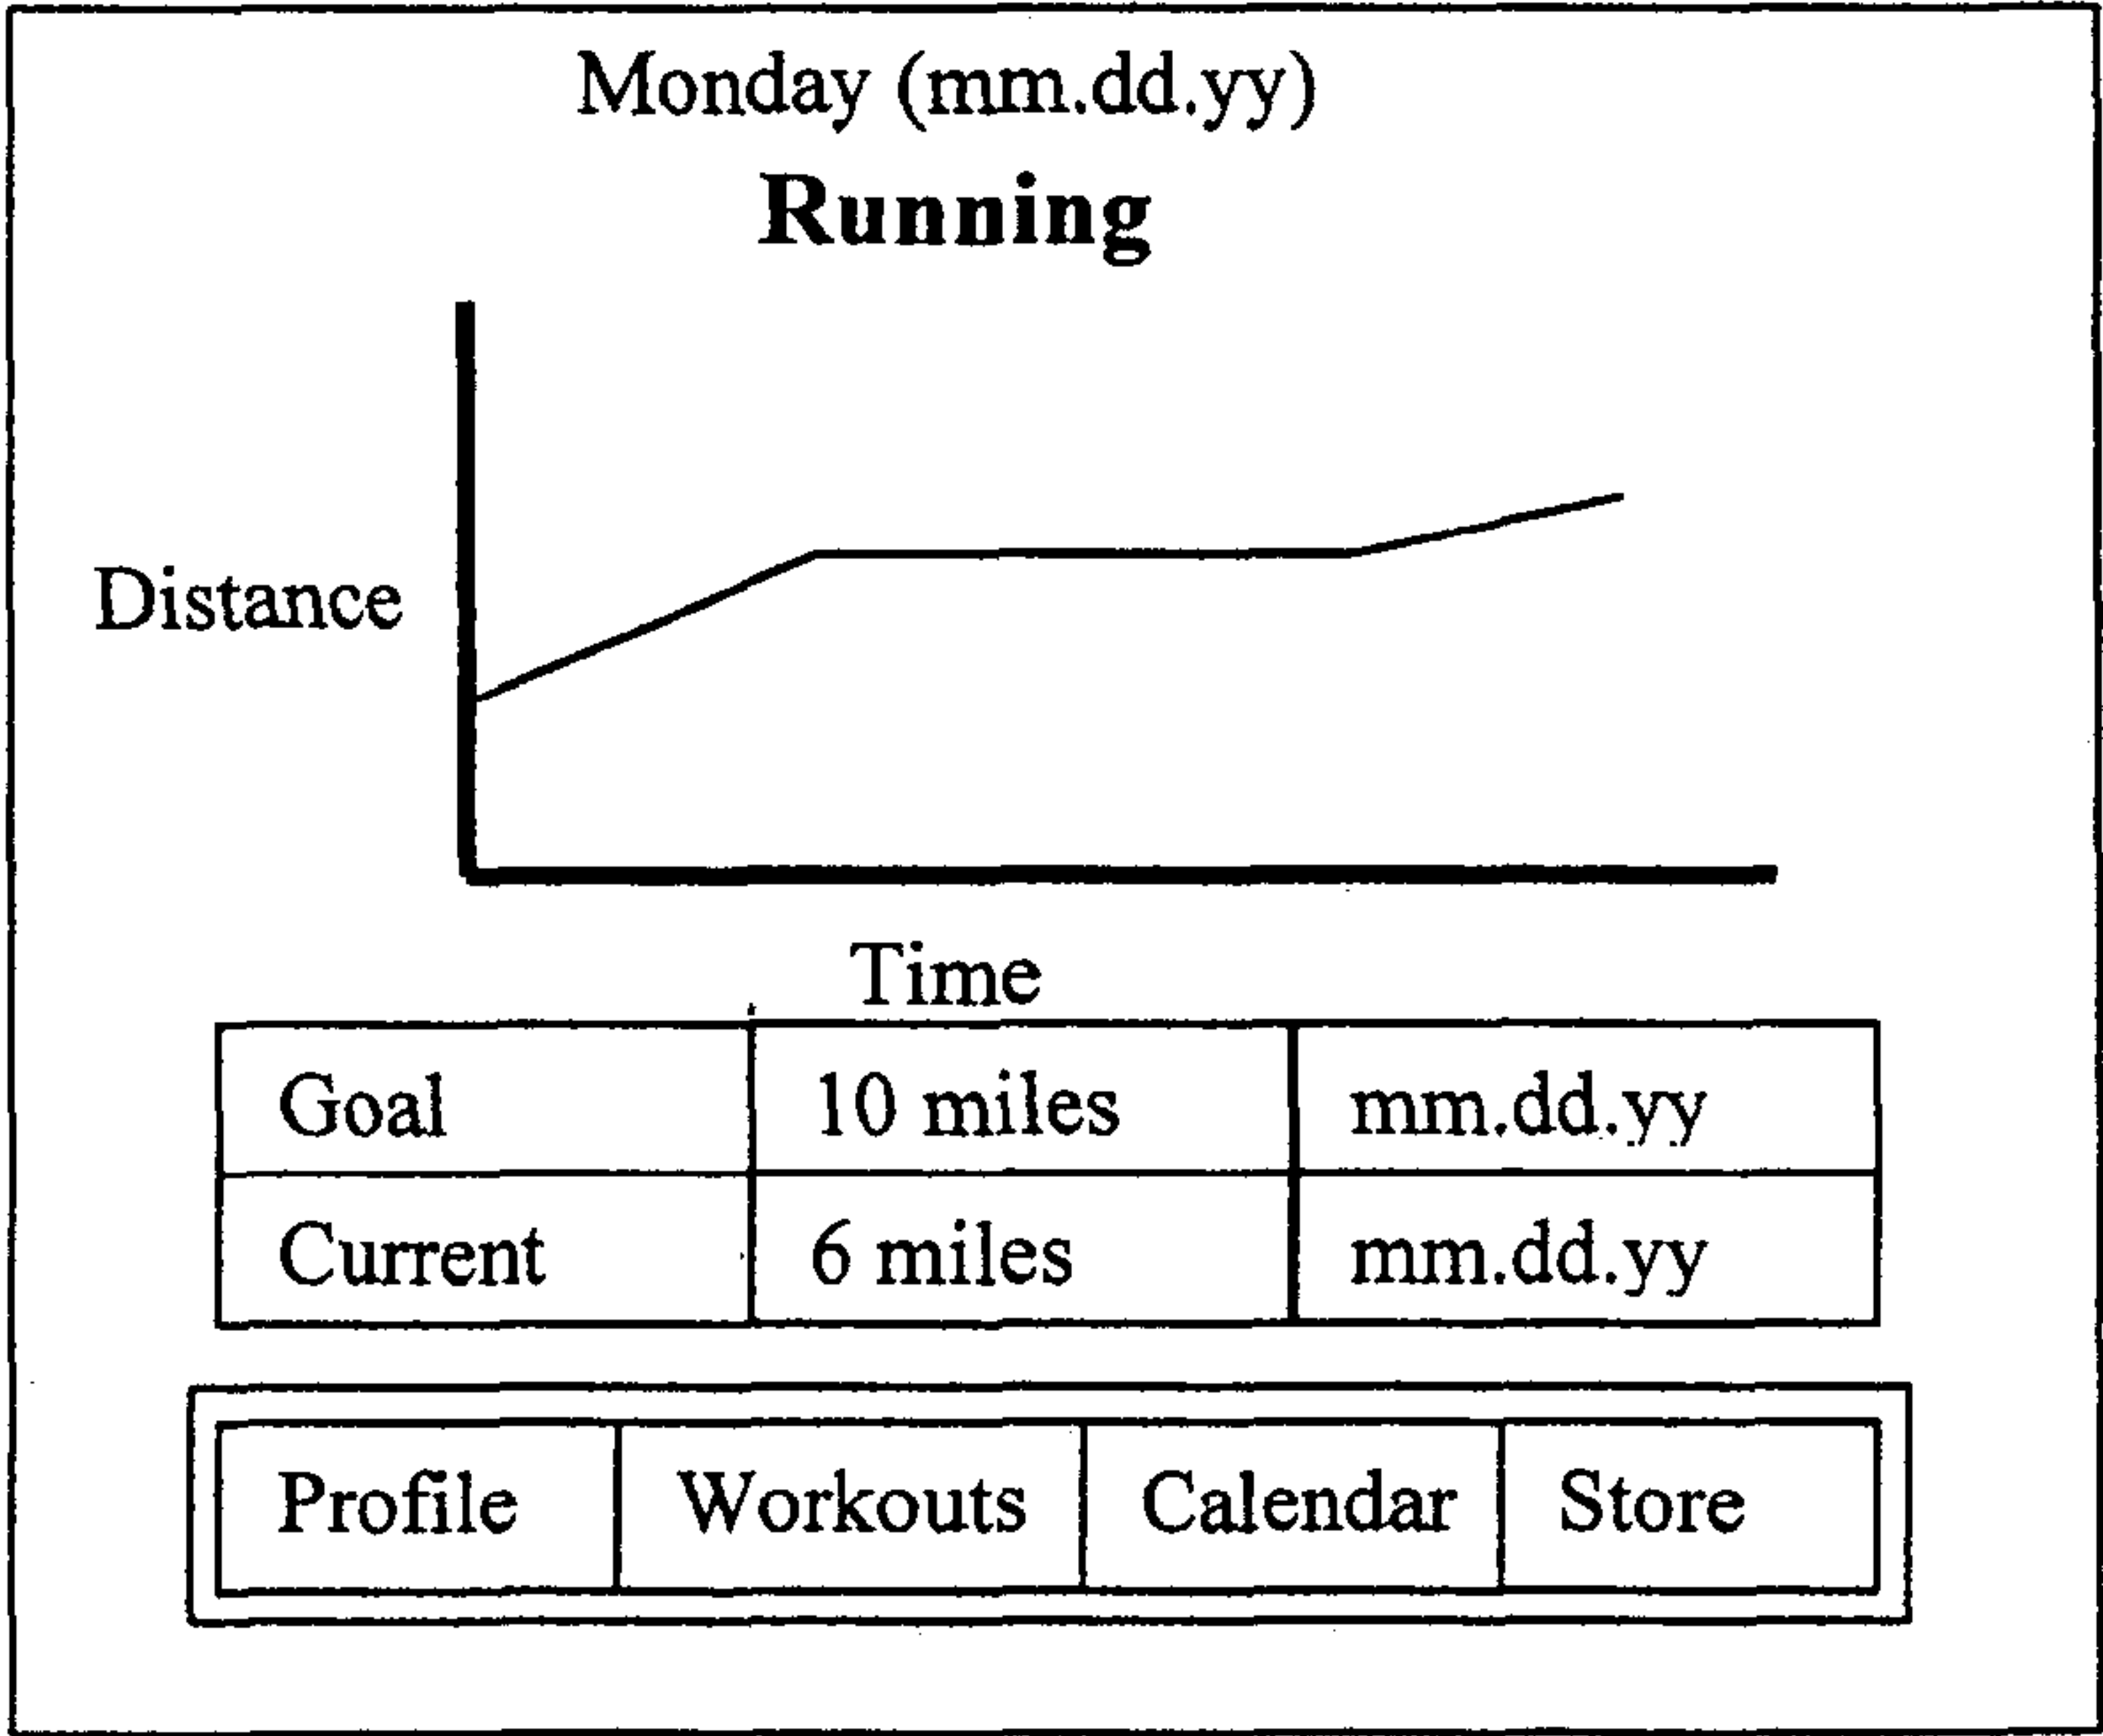 Monday (mm.dd.yy)
Running
Distance
Time
Goal 10 miles mm.dd.yy
Current 6 miles mm.dd.yy
Profile Workouts Calendar Store